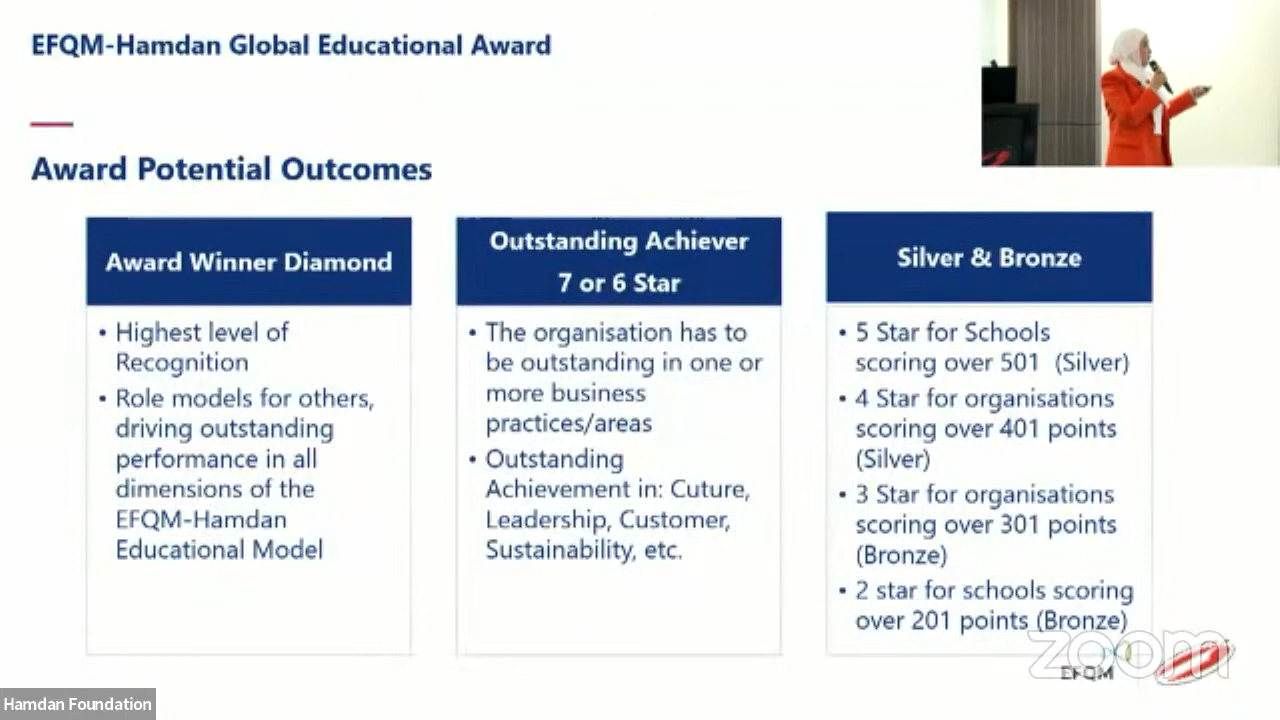 EFQM-Hamdan Global Educational Award
Award Potential Outcomes
Award Winner Diamond
• Highest level of
Recognition
• Role models for others,
driving outstanding
performance in all
dimensions of the
EFQM-Hamdan
Educational Model
Outstanding Achiever
7 or 6 Star
• The organisation has to
be outstanding in one or
more business
practices/areas
• Outstanding
Achievement in: Cuture,
Leadership, Customer,
Sustainability, etc.
Silver & Bronze
• 5 Star for Schools
scoring over 501 (Silver)
• 4 Star for organisations
scoring over 401 points
(Silver)
• 3 Star for organisations
scoring over 301 points
(Bronze)
• 2 star for schools scoring
over 201 points (Bronze)
zoom
EFQM
Hamdan Foundation